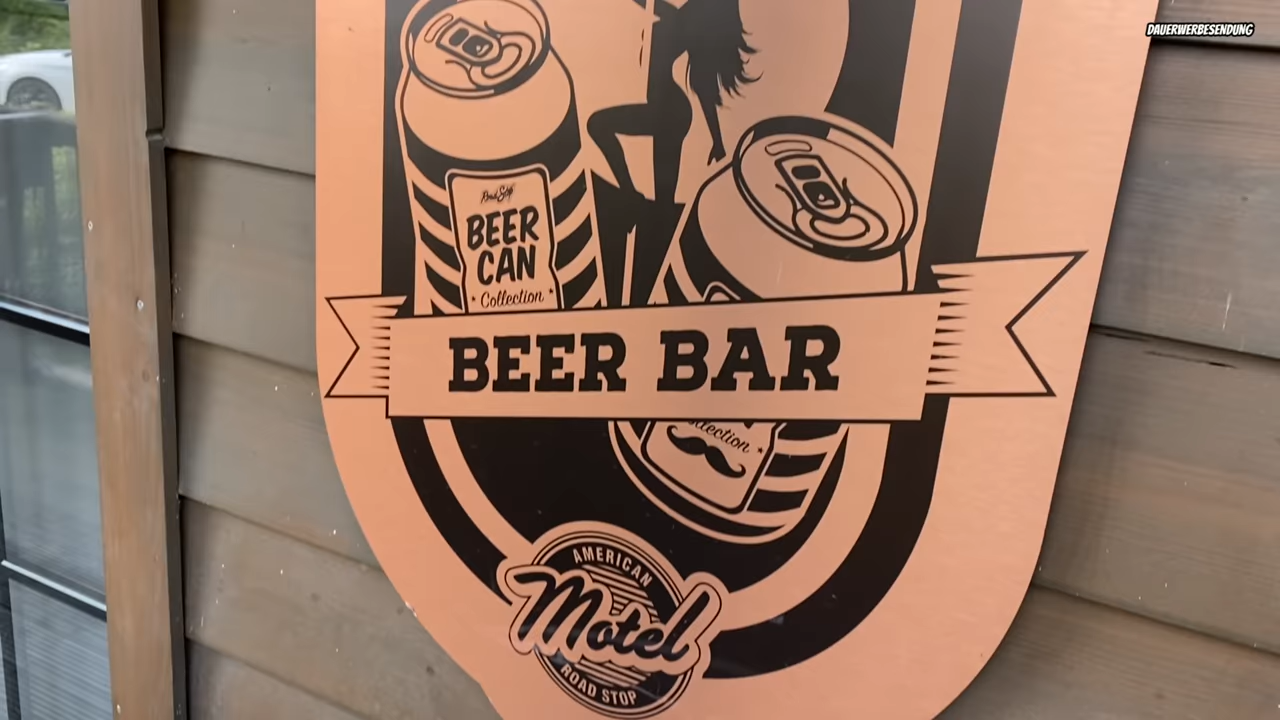 DAUERWERBESENDUNG
Road Stop
BEER
CAN
Collection
BEER BAR
Collection
AMERICAN
Motel
ROAD STOP